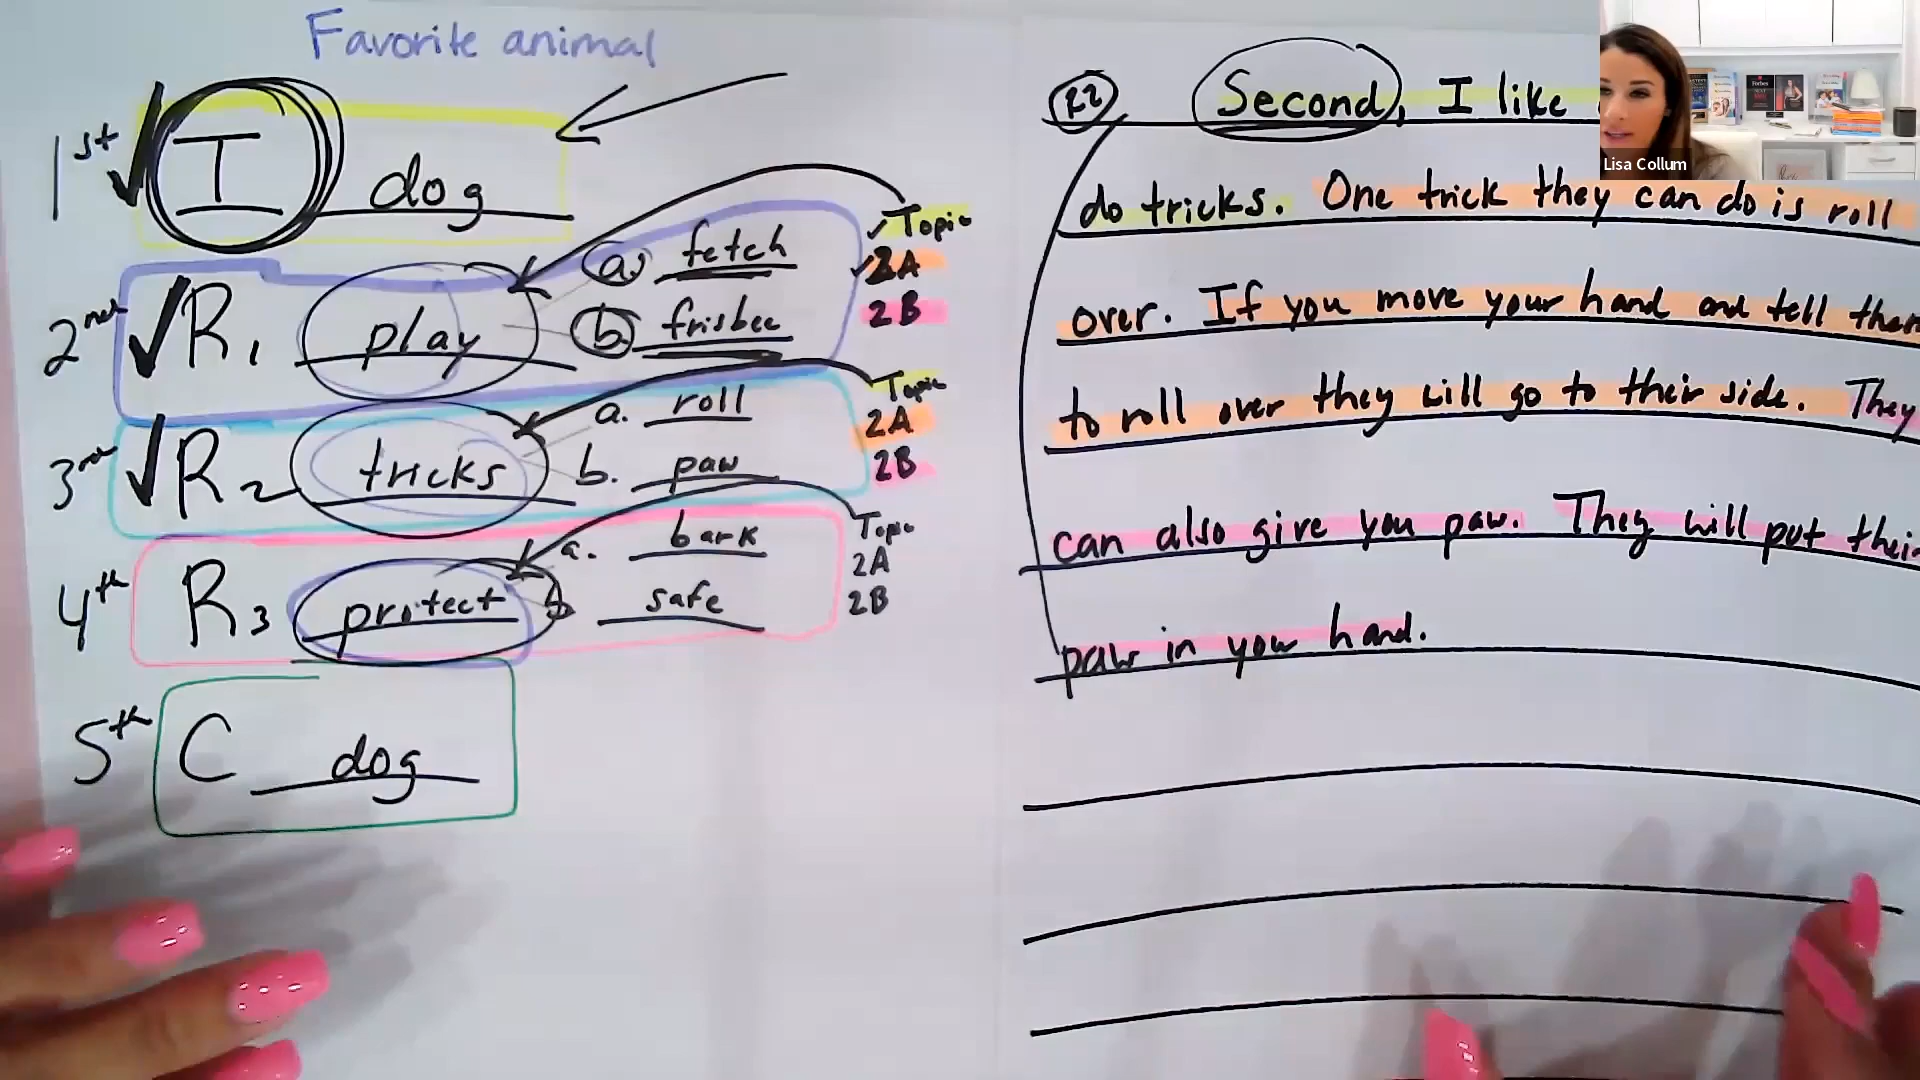 Favorite animal
1st I dog
2nd R1 play a. fetch
b. frisbee
Topic
2A
2B
3rd R2 tricks a. roll
b. paw
Topic
2A
2B
4th R3 protect a. bark
b safe
Topic
2A
2B
5th C dog
R2 Second, I like
do tricks. One trick they can do is roll
over. If you move your hand and tell them
to roll over they will go to their side. They
can also give you paw. They will put their
paw in your hand.
Lisa Collum